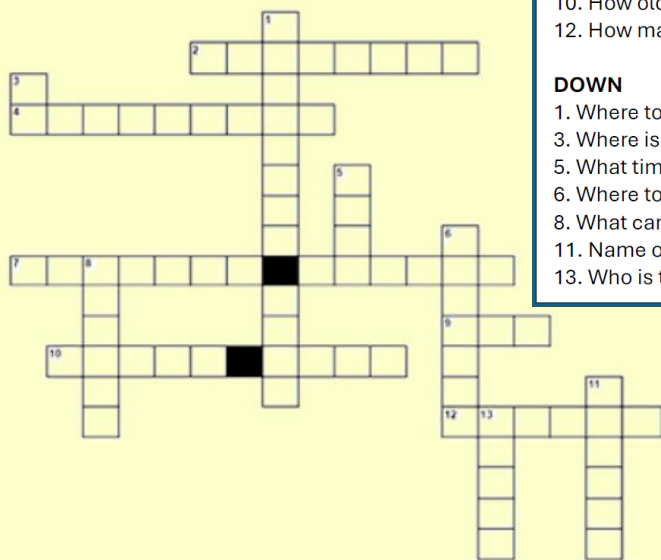 1
2
3
4
5
6
7
8
9
10
11
12
13
10. How old
12. How ma
DOWN
1. Where to
3. Where is
5. What tim
6. Where to
8. What can
11. Name o
13. Who is t